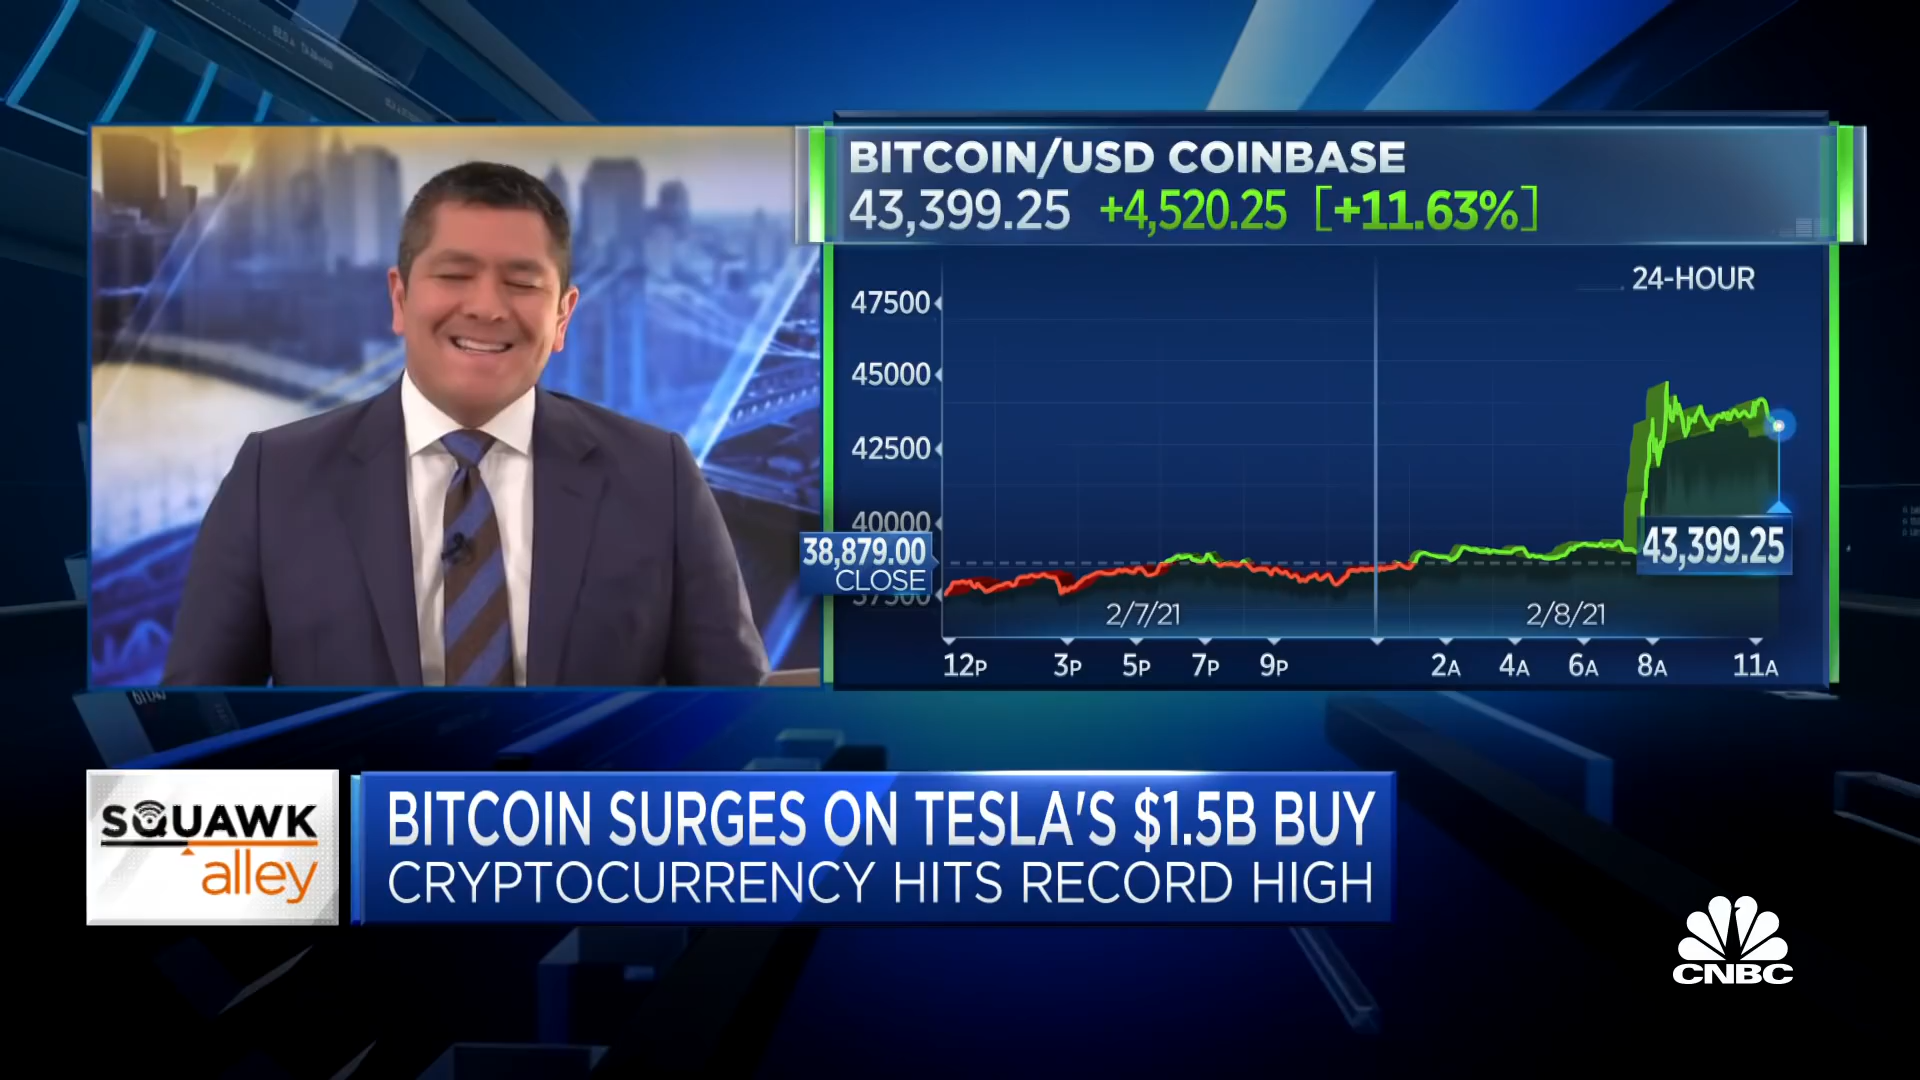 BITCOIN/USD COINBASE
43,399.25 +4,520.25 [+11.63%]
24-HOUR
47500
45000
42500
40000
38,879.00
CLOSE
37500
43,399.25
2/7/21 2/8/21
12P 3P 5P 7P 9P 2A 4A 6A 8A 11A
SQUAWK
alley
BITCOIN SURGES ON TESLA'S $1.5B BUY
CRYPTOCURRENCY HITS RECORD HIGH
CNBC